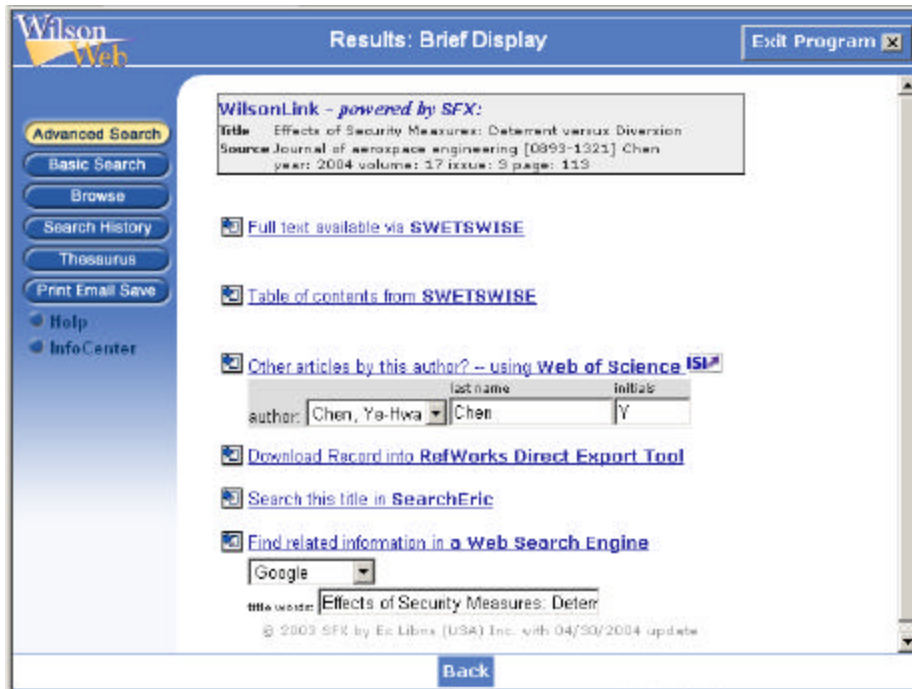 Wilson
Web
Results: Brief Display
Exit Program
Advanced Search
Basic Search
Browse
Search History
Thesaurus
Print Email Save
Help
InfoCenter
WilsonLink - powered by SFX:
Title Effects of Security Measures: Deterrent versus Diversion
Source Journal of aerospace engineering [0893-1321] Chen
year: 2004 volume: 17 issue: 3 page: 113
Full text available via SWETSWISE
Table of contents from SWETSWISE
Other articles by this author? -- using Web of Science ISI
last name initials
author: Chen, Ye-Hwa Chen Y
Download Record into RefWorks Direct Export Tool
Search this title in SearchEric
Find related information in a Web Search Engine
Google
title words: Effects of Security Measures: Deterr
@ 2003 SFX by Ex Libris (USA) Inc. with 04/30/2004 update
Back